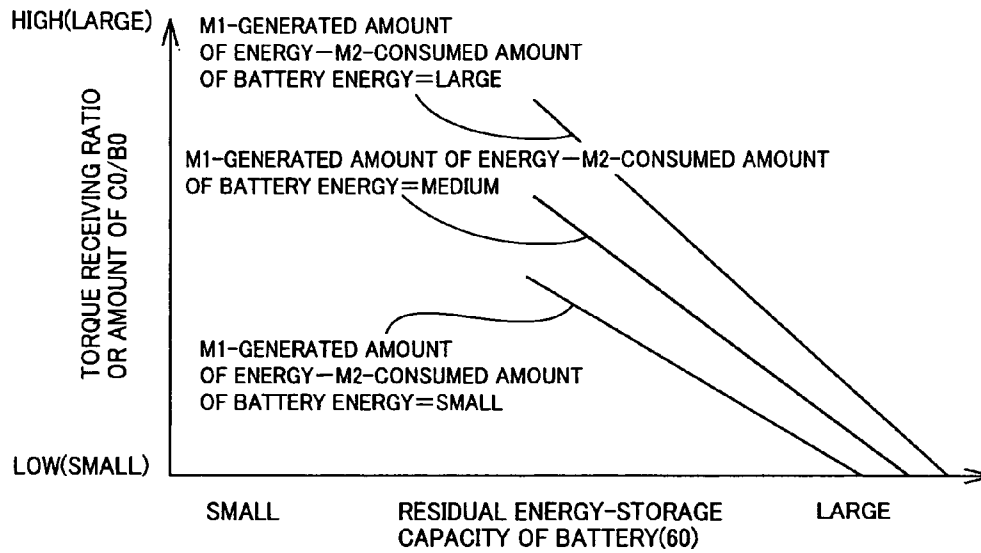 HIGH(LARGE)
TORQUE RECEIVING RATIO
OR AMOUNT OF C0/B0
LOW(SMALL)
M1-GENERATED AMOUNT
OF ENERGY—M2-CONSUMED AMOUNT
OF BATTERY ENERGY=LARGE
M1-GENERATED AMOUNT OF ENERGY—M2-CONSUMED AMOUNT
OF BATTERY ENERGY=MEDIUM
M1-GENERATED AMOUNT
OF ENERGY—M2-CONSUMED AMOUNT
OF BATTERY ENERGY=SMALL
SMALL
RESIDUAL ENERGY-STORAGE
CAPACITY OF BATTERY(60)
LARGE